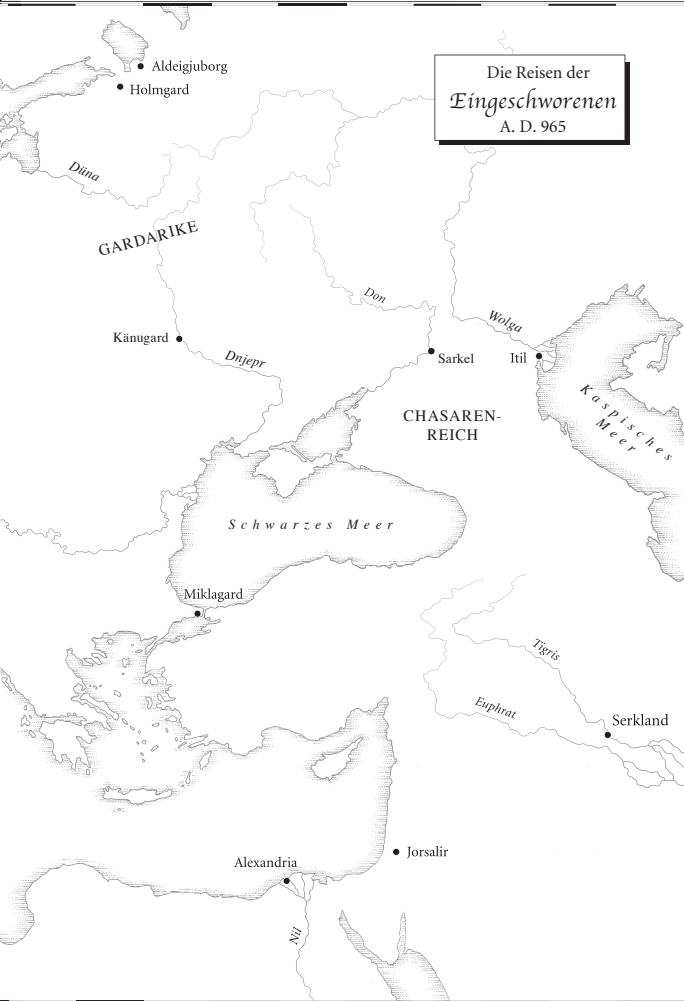 Die Reisen der
Eingeschworenen
A. D. 965
Aldeigjuborg
Holmgard
Düna
GARDARIKE
Känugard
Dnjepr
Don
Wolga
Sarkel
Itil
CHASAREN-
REICH
Kaspisches
Meer
Schwarzes Meer
Miklagard
Tigris
Euphrat
Serkland
Jorsalir
Alexandria
Nil